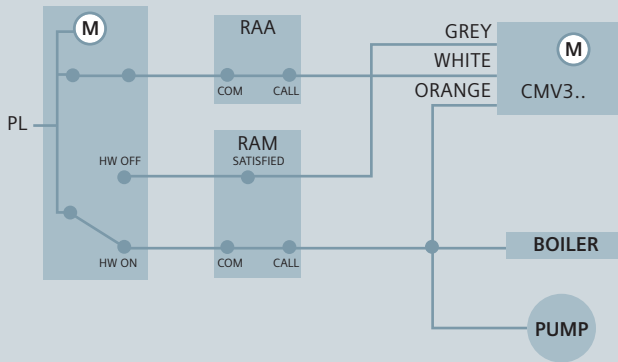 M
RAA
COM CALL
GREY
WHITE
ORANGE
M
CMV3..
PL
HW OFF
RAM
SATISFIED
HW ON
COM CALL
BOILER
PUMP